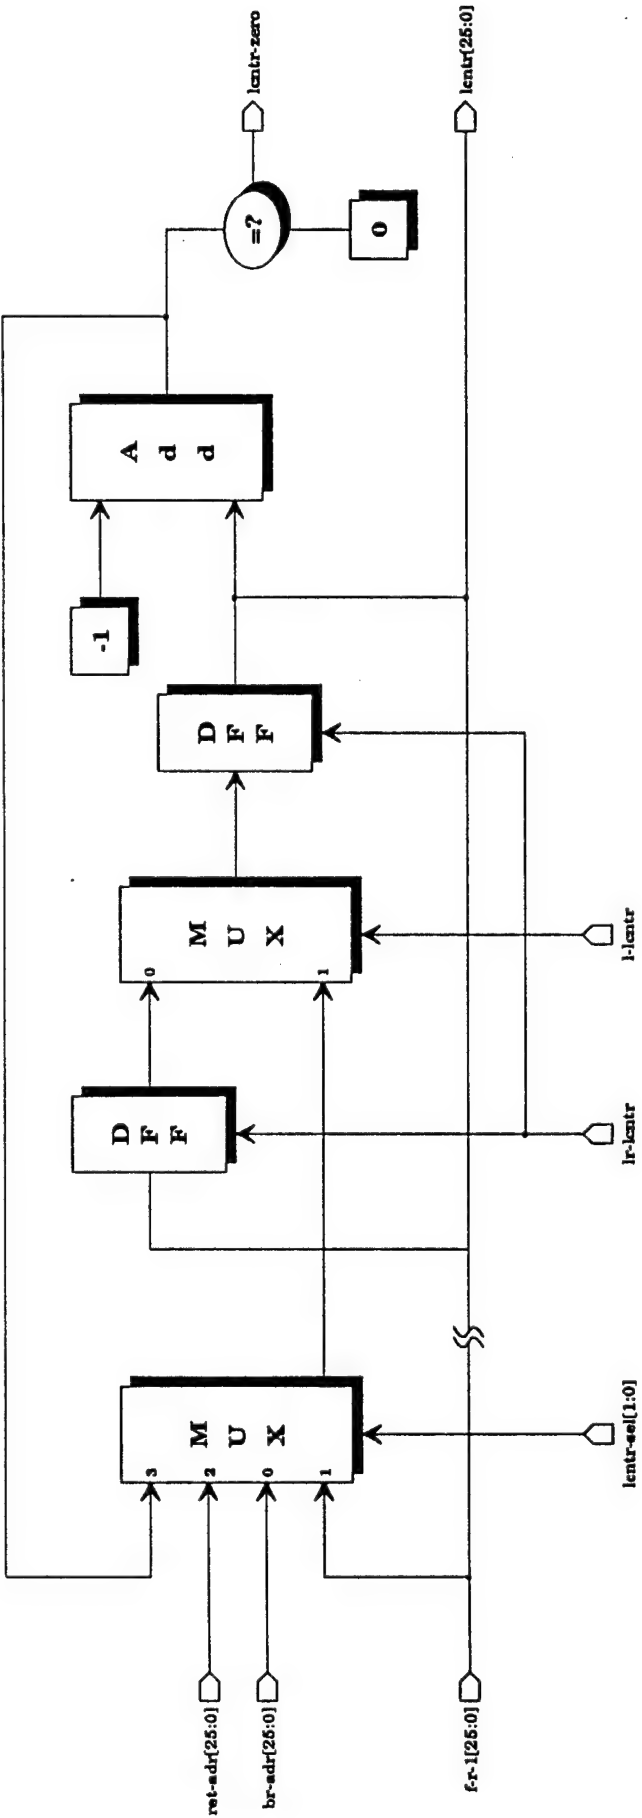 ret-adr[25:0]
br-adr[25:0]
f-r-1[25:0]
3
2
0
1
M
U
X
lcntr-sel[1:0]
D
F
F
lr-lcntr
0
1
M
U
X
l-lcntr
D
F
F
-1
A
d
d
=?
0
lcntr-zero
lcntr[25:0]